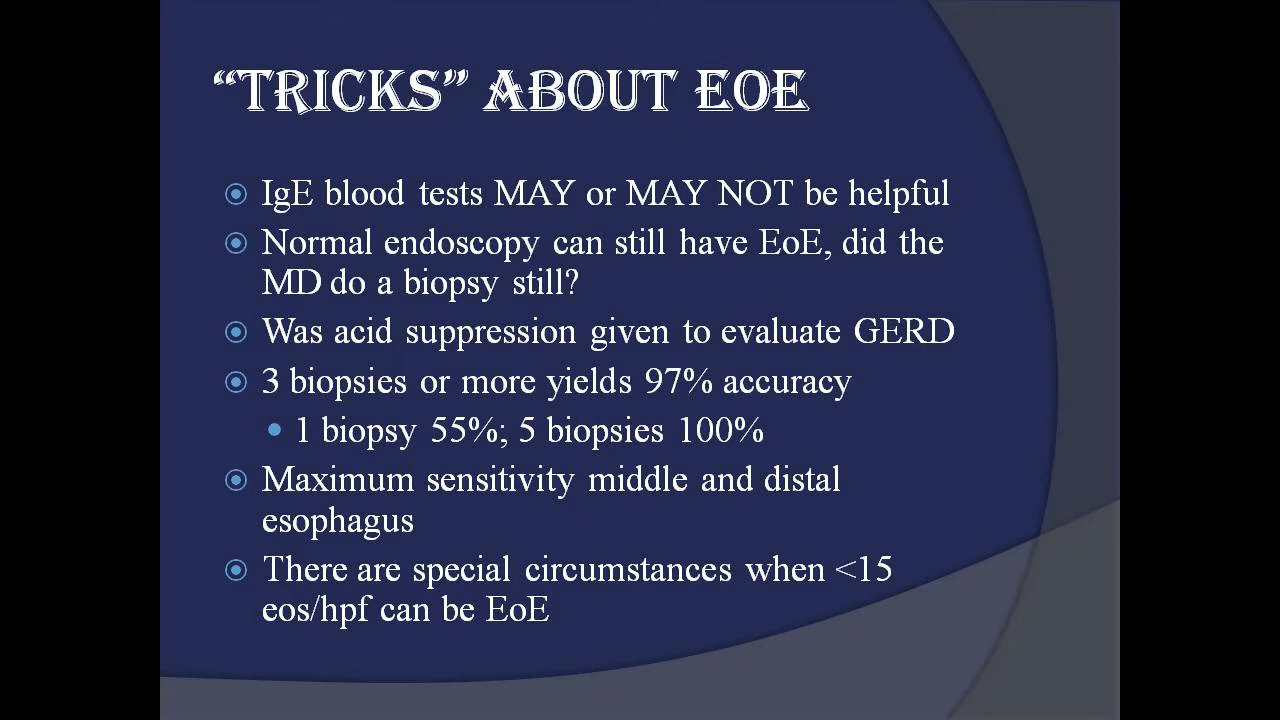 “TRICKS” ABOUT EOE
IgE blood tests MAY or MAY NOT be helpful
Normal endoscopy can still have EoE, did the
MD do a biopsy still?
Was acid suppression given to evaluate GERD
3 biopsies or more yields 97% accuracy
1 biopsy 55%; 5 biopsies 100%
Maximum sensitivity middle and distal
esophagus
There are special circumstances when <15
eos/hpf can be EoE